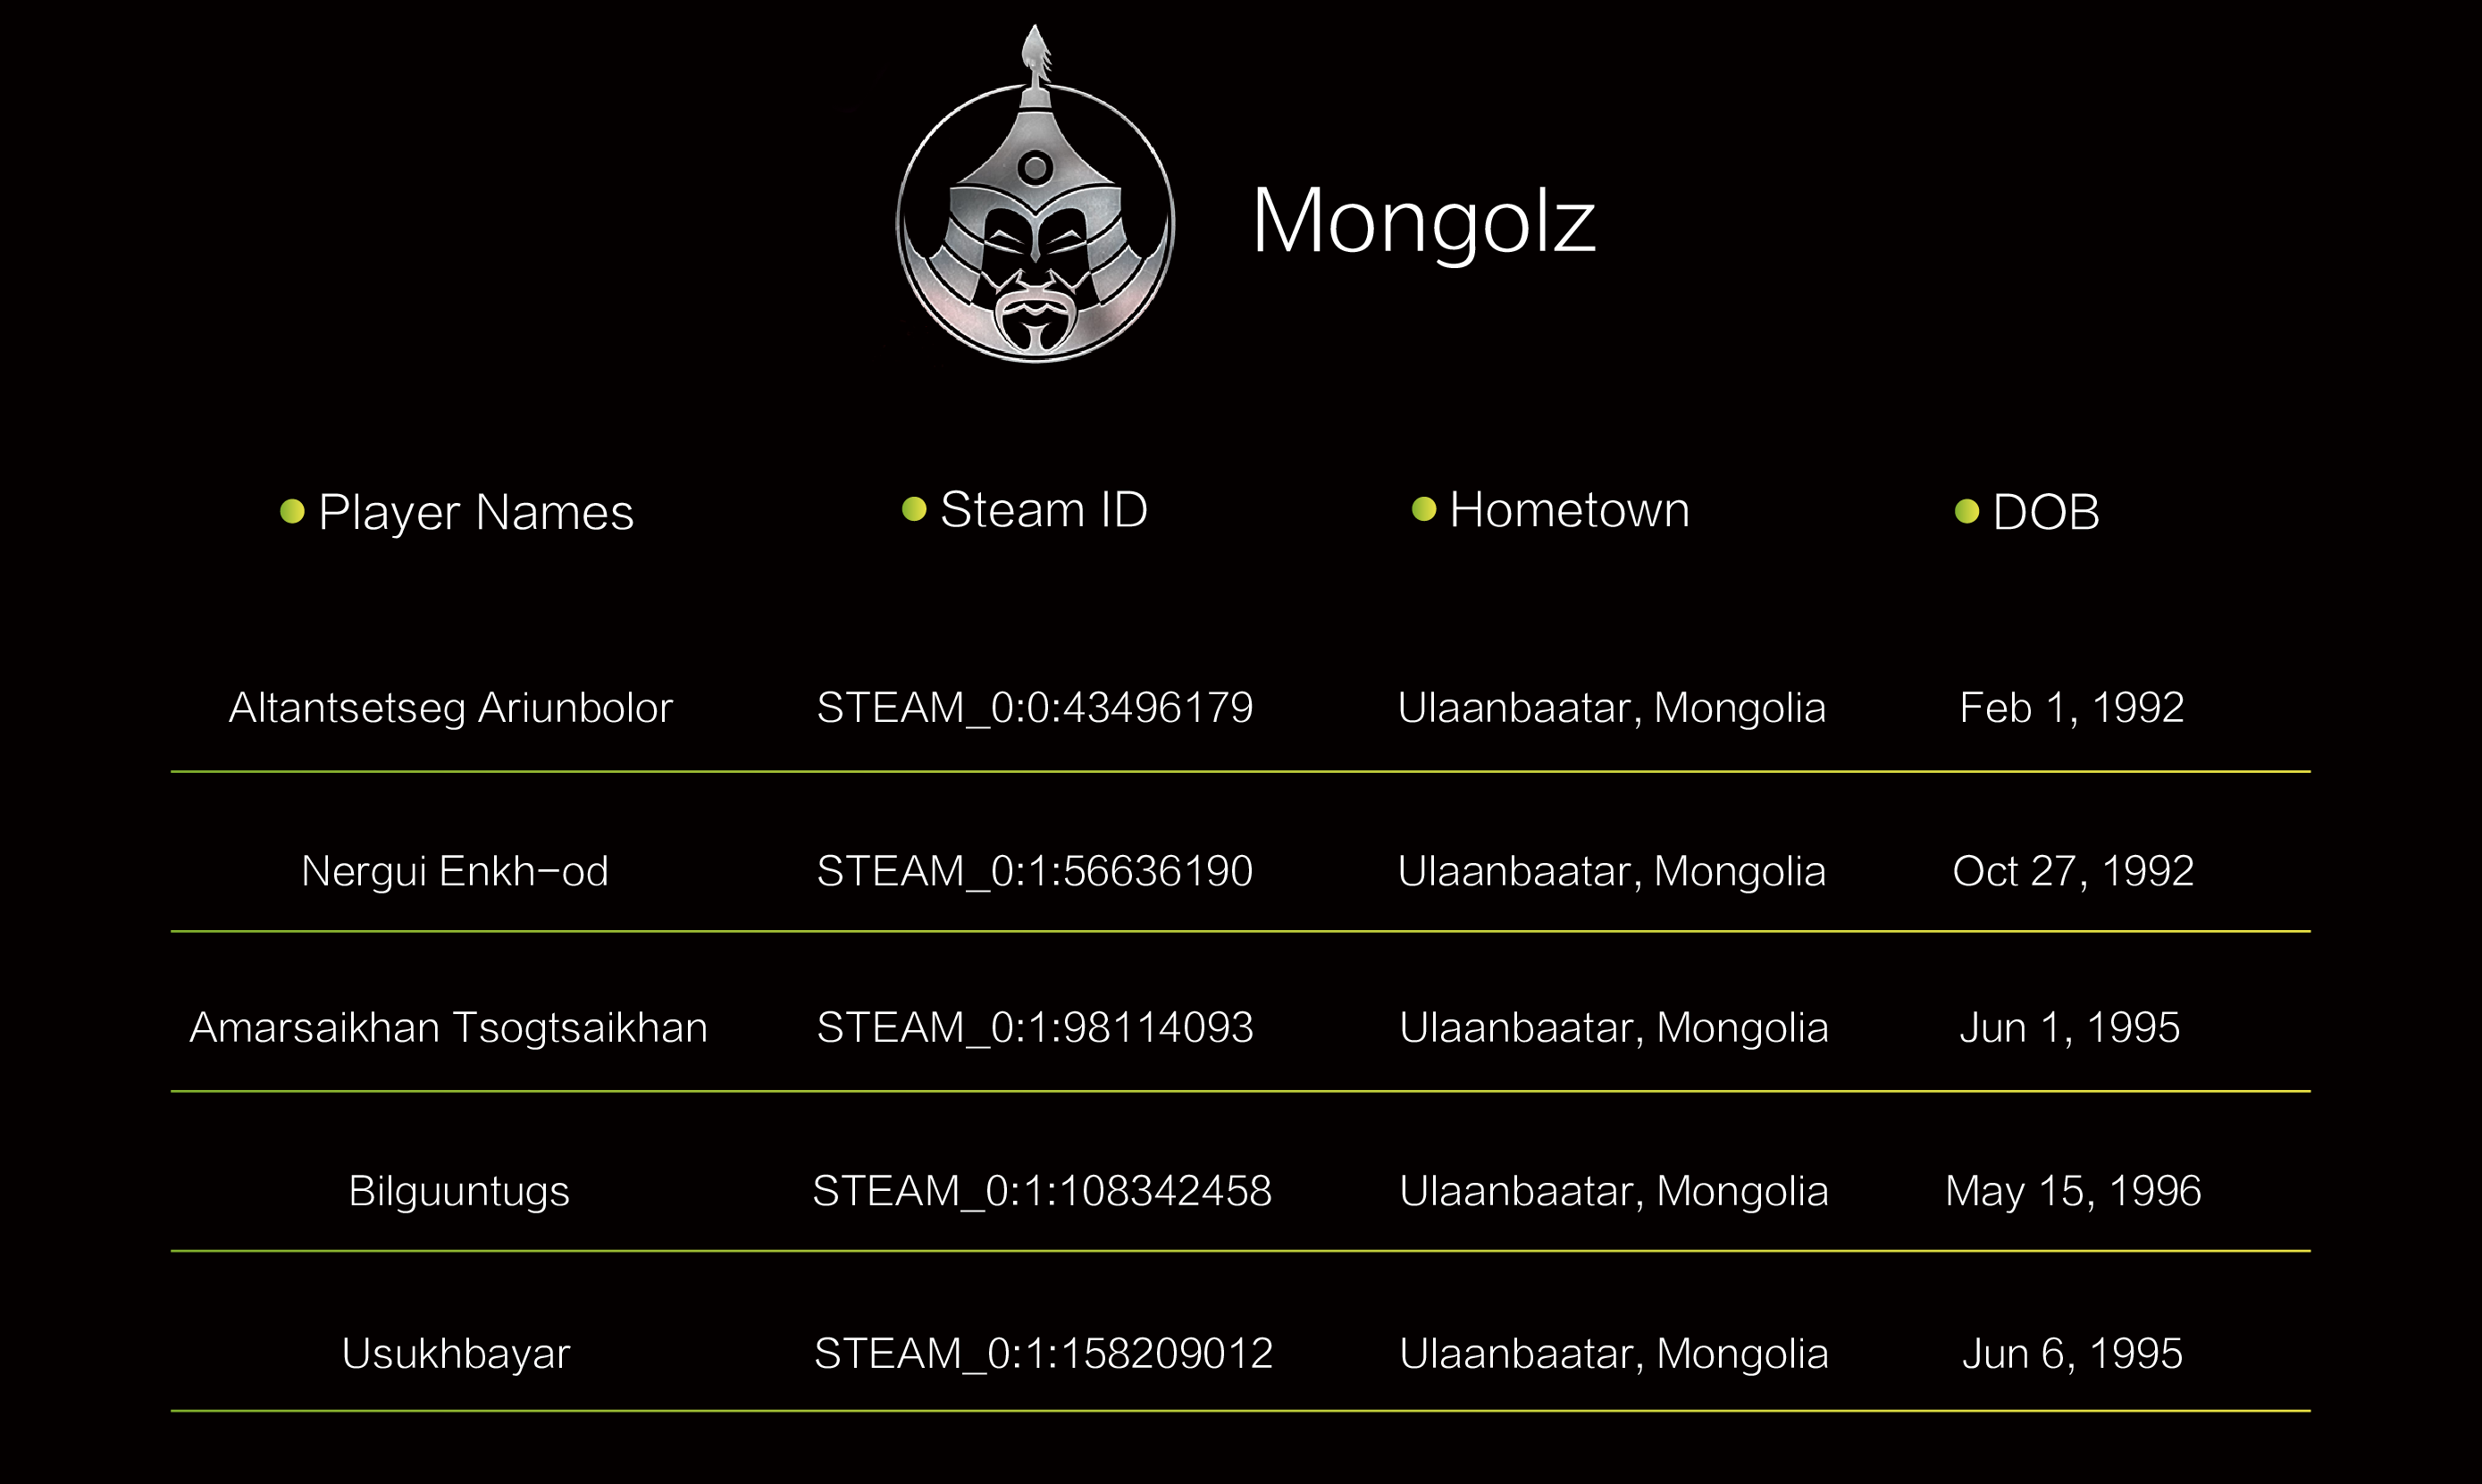 Mongolz
Player Names Steam ID Hometown DOB
Altantsetseg Ariunbolor STEAM_0:0:43496179 Ulaanbaatar, Mongolia Feb 1, 1992
Nergui Enkh-od STEAM_0:1:56636190 Ulaanbaatar, Mongolia Oct 27, 1992
Amarsaikhan Tsogtsaikhan STEAM_0:1:98114093 Ulaanbaatar, Mongolia Jun 1, 1995
Bilguuntugs STEAM_0:1:108342458 Ulaanbaatar, Mongolia May 15, 1996
Usukhbayar STEAM_0:1:158209012 Ulaanbaatar, Mongolia Jun 6, 1995